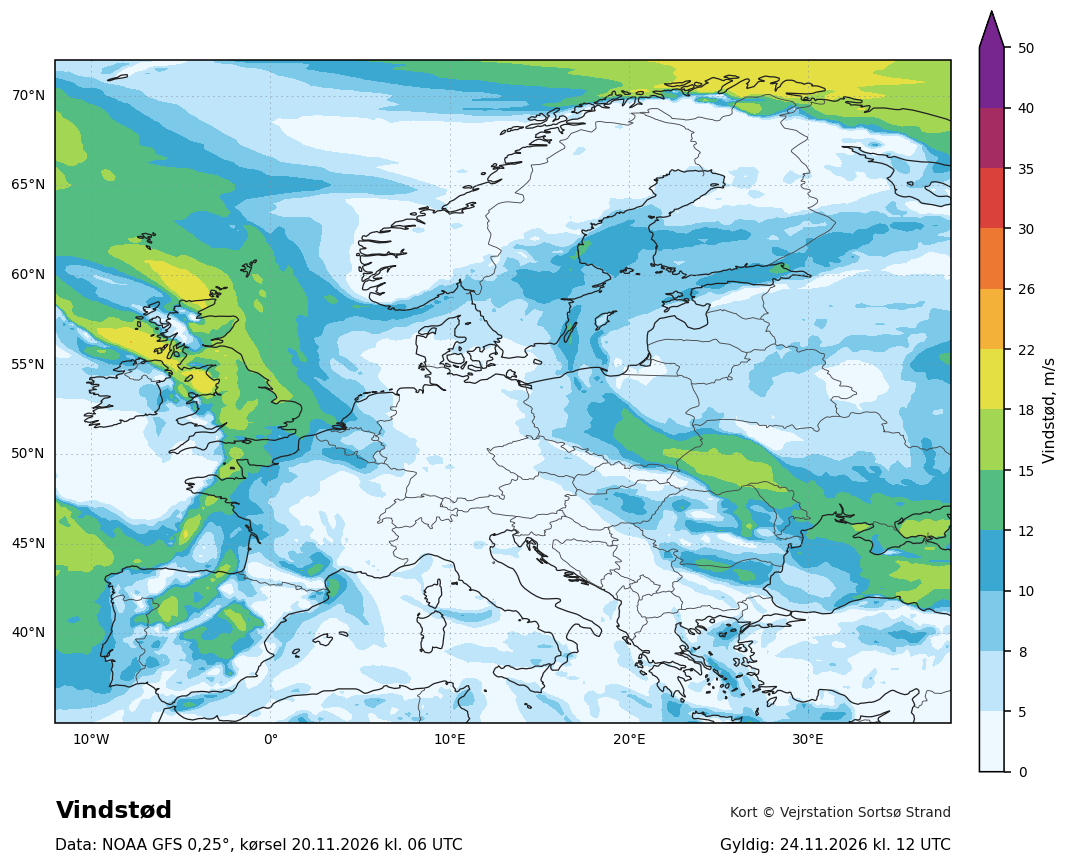 70°N
65°N
60°N
55°N
50°N
45°N
40°N
10°W
0°
10°E
20°E
30°E
50
40
35
30
26
22
18
15
12
10
8
5
0
Vindstød, m/s
Vindstød
Kort © Vejrstation Sortsø Strand
Data: NOAA GFS 0,25°, kørsel 20.11.2026 kl. 06 UTC
Gyldig: 24.11.2026 kl. 12 UTC